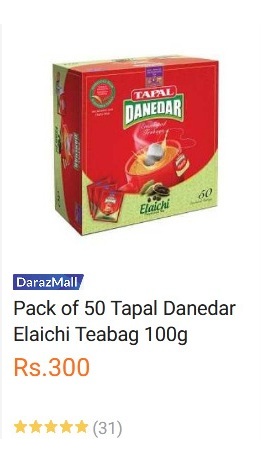 TAPAL
DANEDAR
Elaichi
50
DarazMall
Pack of 50 Tapal Danedar
Elaichi Teabag 100g
Rs.300
(31)